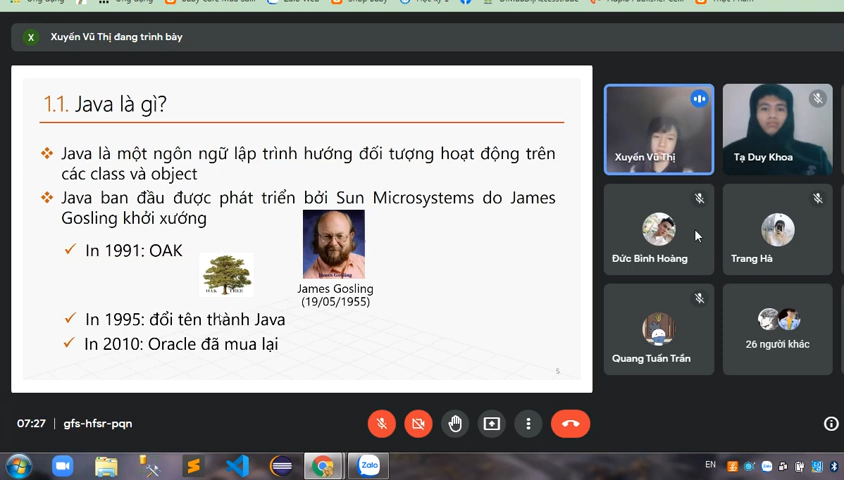 Xuyến Vũ Thị đang trình bày
X
1.1. Java là gì?
Java là một ngôn ngữ lập trình hướng đối tượng hoạt động trên
các class và object
Java ban đầu được phát triển bởi Sun Microsystems do James
Gosling khởi xướng
In 1991: OAK
OAK TREE
James Gosling
(19/05/1955)
In 1995: đổi tên thành Java
In 2010: Oracle đã mua lại
5
Xuyến Vũ Thị
Tạ Duy Khoa
Đức Bình Hoàng
Trang Hà
Quang Tuấn Trần
26 người khác
07:27 | gfs-hfsr-pqn
Zalo
EN